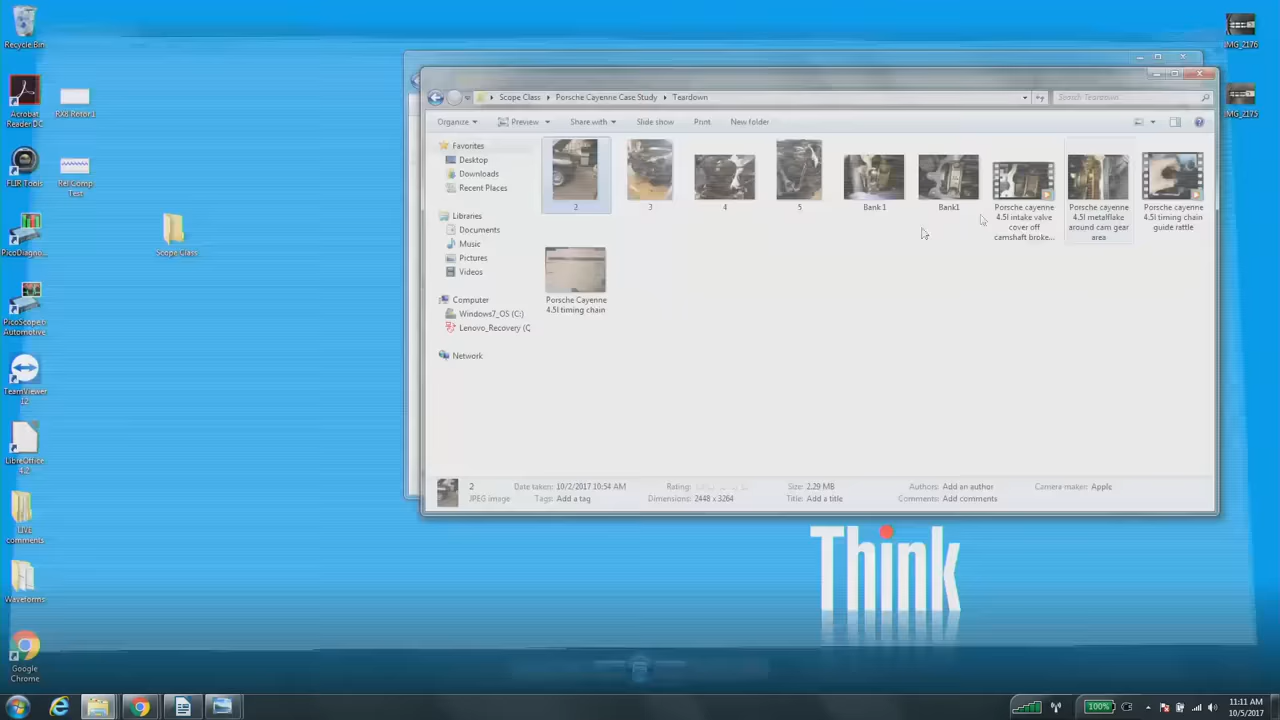 Recycle Bin
Acrobat
Reader DC
RX8 Rotor1
FLIR Tools
Rel Comp
Test
PicoDiagno...
Scope Class
PicoScope 6
Automotive
TeamViewer
12
LibreOffice
4.2
LIVE
comments
Waveforms
Google
Chrome
IMG_2176
IMG_2175
Scope Class
Porsche Cayenne Case Study
Teardown
Search Teardown
Organize
Preview
Share with
Slide show
Print
New folder
Favorites
Desktop
Downloads
Recent Places
Libraries
Documents
Music
Pictures
Videos
Computer
Windows7_OS (C:)
Lenovo_Recovery (C
Network
2
3
4
5
Bank 1
Bank1
Porsche cayenne
4.5l intake valve
cover off
camshaft broke...
Porsche cayenne
4.5l metalflake
around cam gear
area
Porsche cayenne
4.5l timing chain
guide rattle
Porsche Cayenne
4.5l timing chain
2
JPEG image
Date taken: 10/2/2017 10:54 AM
Tags: Add a tag
Rating:
Dimensions: 2448 x 3264
Size: 2.29 MB
Title: Add a title
Authors: Add an author
Comments: Add comments
Camera maker: Apple
Think
100%
11:11 AM
10/5/2017